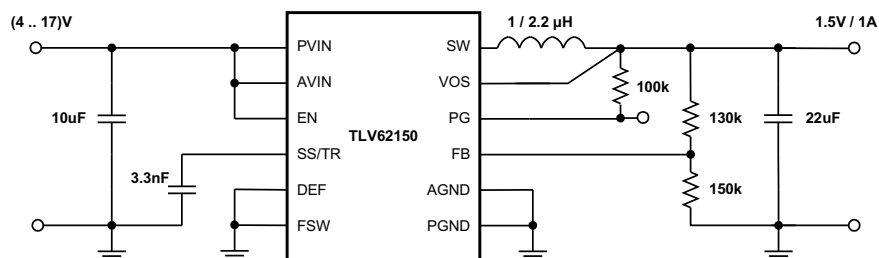 (4 .. 17)V
1 / 2.2 µH
1.5V / 1A
PVIN
SW
AVIN
VOS
100k
10uF
EN
PG
130k
22uF
TLV62150
SS/TR
FB
3.3nF
DEF
AGND
150k
FSW
PGND